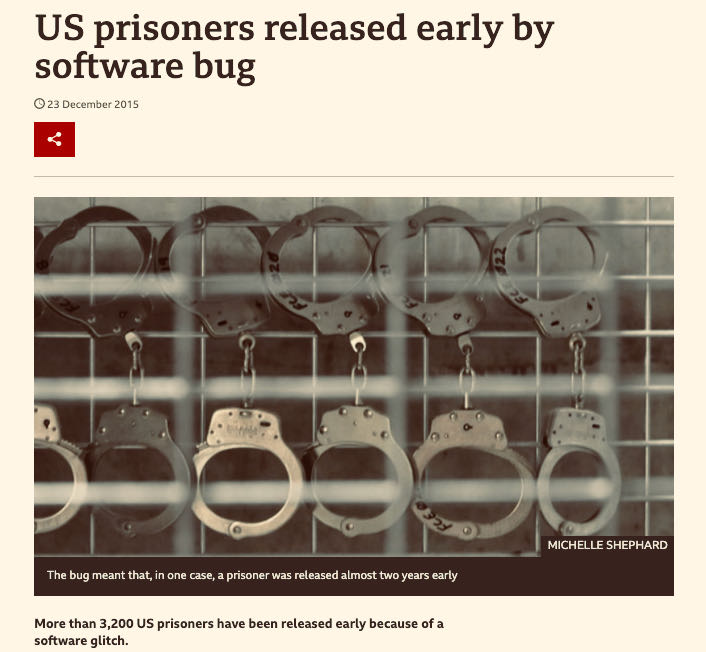 US prisoners released early by
software bug
23 December 2015
MICHELLE SHEPHARD
The bug meant that, in one case, a prisoner was released almost two years early
More than 3,200 US prisoners have been released early because of a
software glitch.